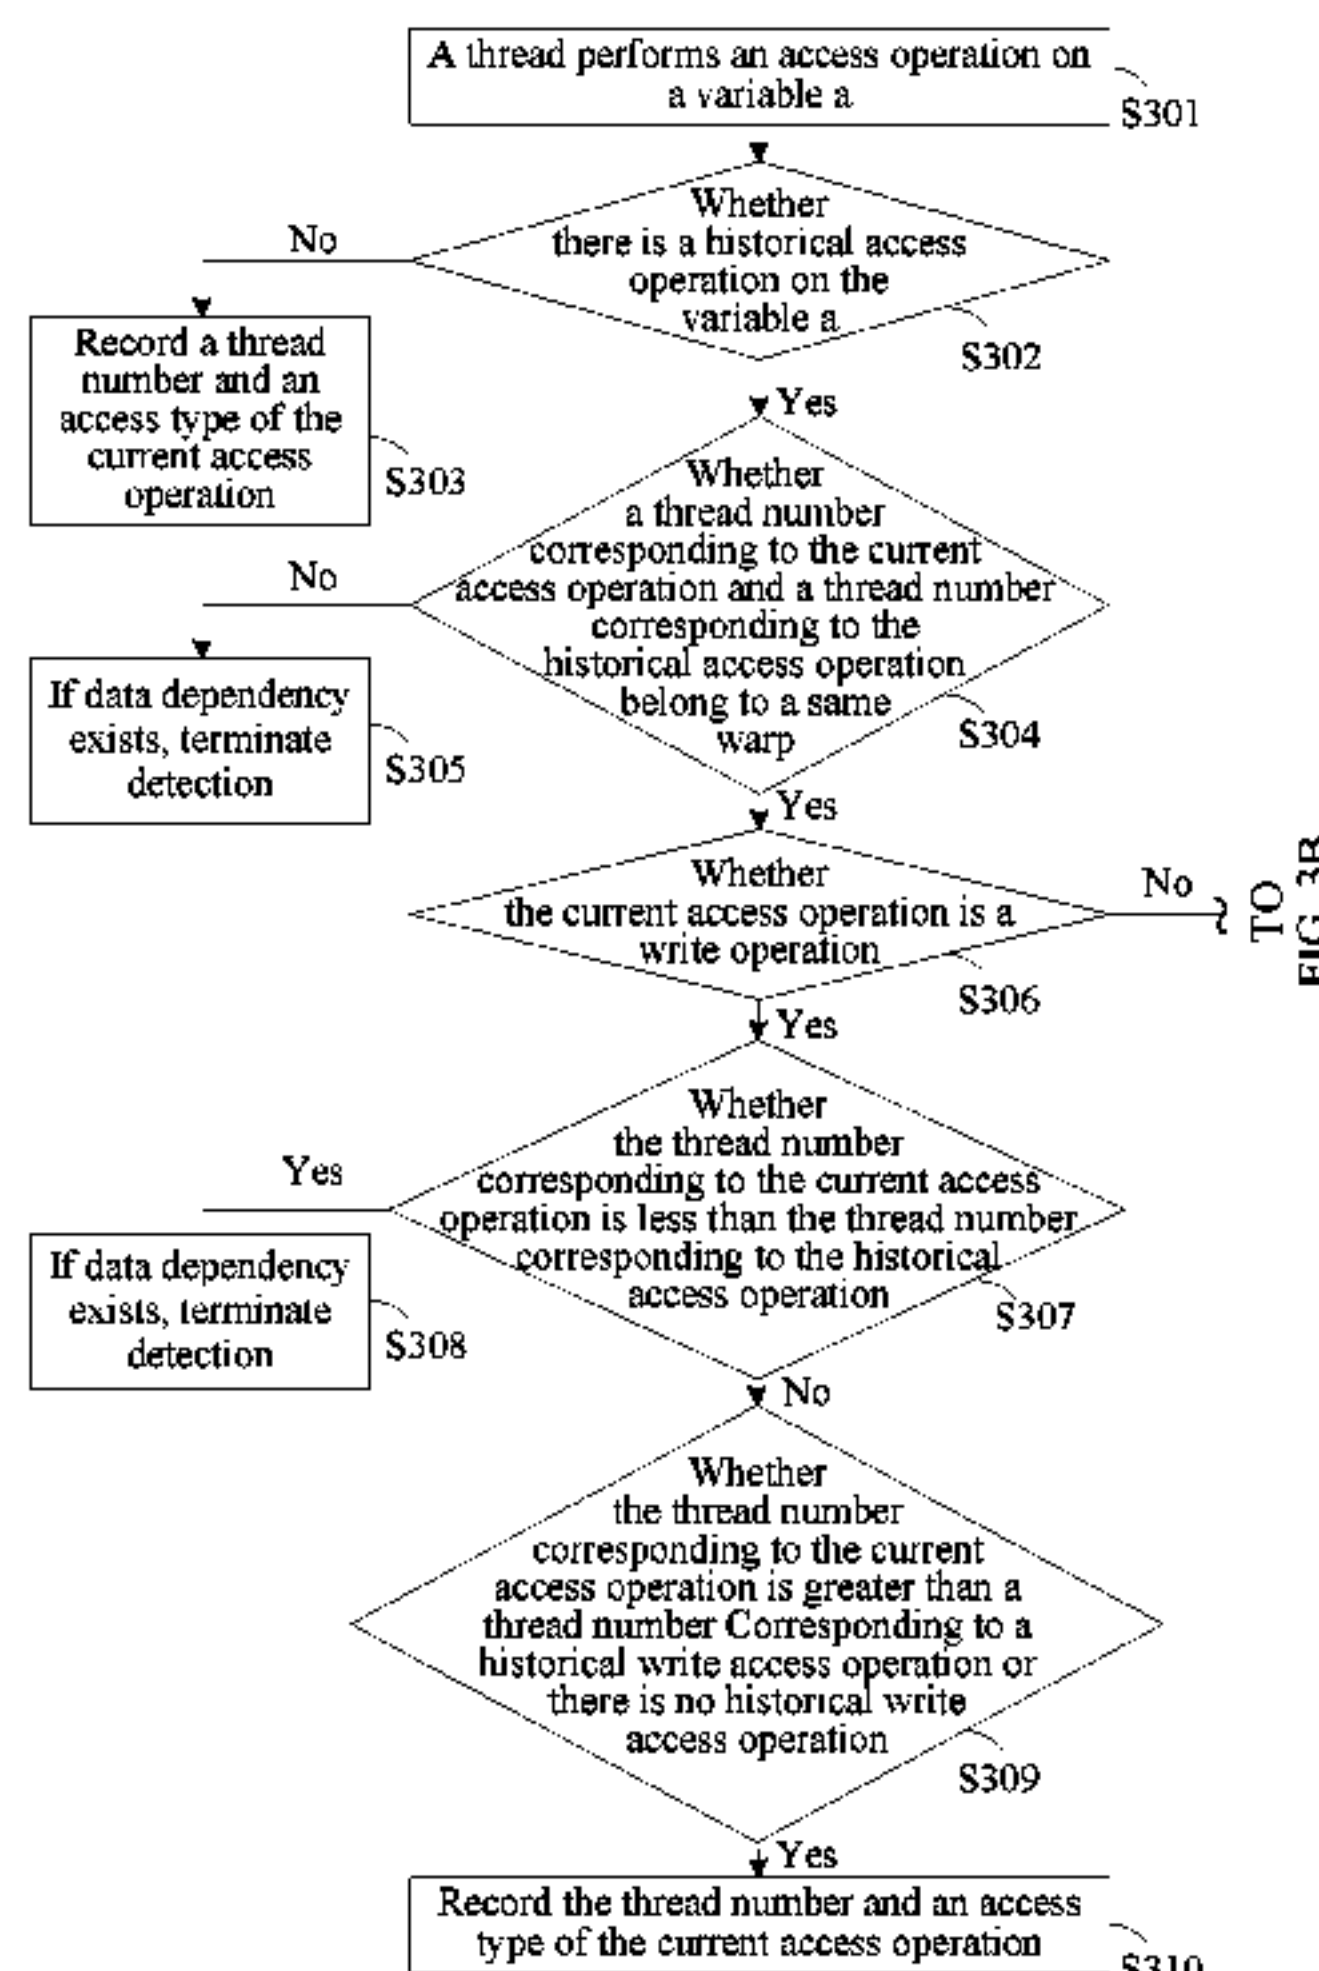 A thread performs an access operation on
a variable a
S301
Whether
there is a historical access
operation on the
variable a
S302
No
Record a thread
number and an
access type of the
current access
operation
S303
Yes
Whether
a thread number
corresponding to the current
access operation and a thread number
corresponding to the
historical access operation
belong to a same
warp
S304
No
If data dependency
exists, terminate
detection
S305
Yes
Whether
the current access operation is a
write operation
S306
No
TO
FIG. 3B
Yes
Whether
the thread number
corresponding to the current access
operation is less than the thread number
corresponding to the historical
access operation
S307
Yes
If data dependency
exists, terminate
detection
S308
No
Whether
the thread number
corresponding to the current
access operation is greater than a
thread number Corresponding to a
historical write access operation or
there is no historical write
access operation
S309
Yes
Record the thread number and an access
type of the current access operation
S310